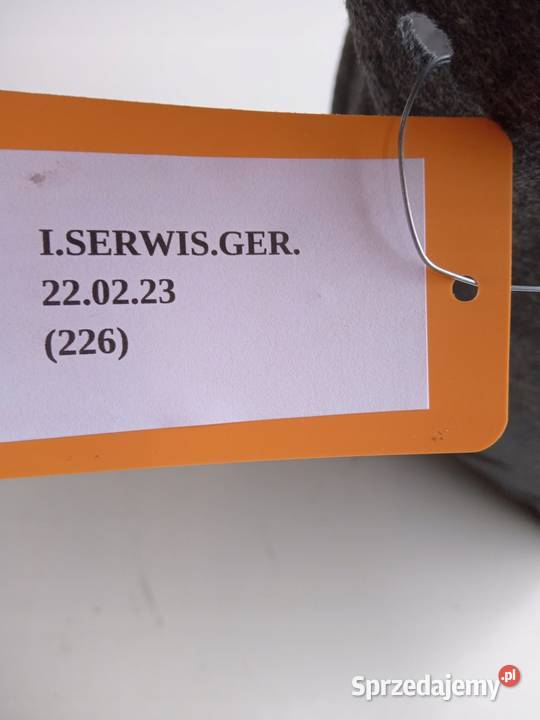 I.SERWIS.GER.
22.02.23
(226)
Sprzedajemy.pl